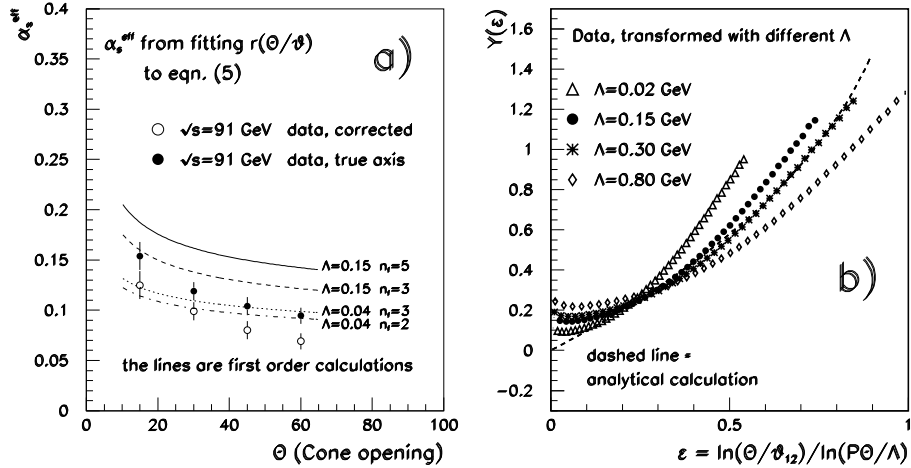 α_s^eff
0.4
0.35
0.3
0.25
0.2
0.15
0.1
0.05
0
α_s^eff from fitting r(Θ/ϑ)
to eqn. (5)
a)
√s=91 GeV data, corrected
√s=91 GeV data, true axis
Λ=0.15 n_f=5
Λ=0.15 n_f=3
Λ=0.04 n_f=3
Λ=0.04 n_f=2
the lines are first order calculations
0 20 40 60 80 100
Θ (Cone opening)
Y(ε)
1.6
1.4
1.2
1
0.8
0.6
0.4
0.2
0
−0.2
Data, transformed with different Λ
Λ=0.02 GeV
Λ=0.15 GeV
Λ=0.30 GeV
Λ=0.80 GeV
b)
dashed line =
analytical calculation
0 0.5 1
ε = ln(Θ/ϑ₁₂)/ln(PΘ/Λ)